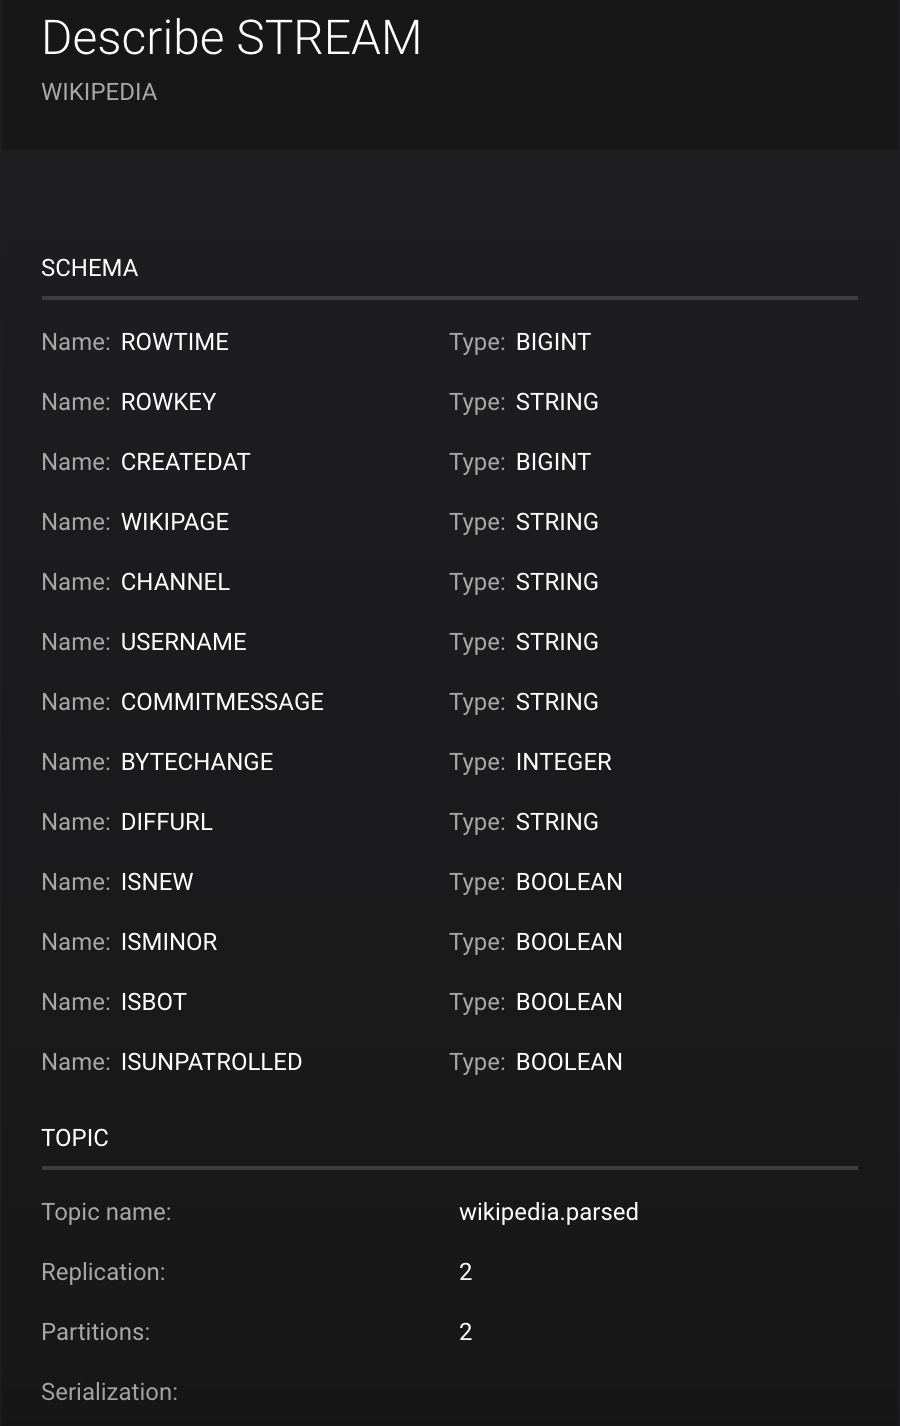 Describe STREAM
WIKIPEDIA
SCHEMA
Name: ROWTIME Type: BIGINT
Name: ROWKEY Type: STRING
Name: CREATEDAT Type: BIGINT
Name: WIKIPAGE Type: STRING
Name: CHANNEL Type: STRING
Name: USERNAME Type: STRING
Name: COMMITMESSAGE Type: STRING
Name: BYTECHANGE Type: INTEGER
Name: DIFFURL Type: STRING
Name: ISNEW Type: BOOLEAN
Name: ISMINOR Type: BOOLEAN
Name: ISBOT Type: BOOLEAN
Name: ISUNPATROLLED Type: BOOLEAN
TOPIC
Topic name: wikipedia.parsed
Replication: 2
Partitions: 2
Serialization: